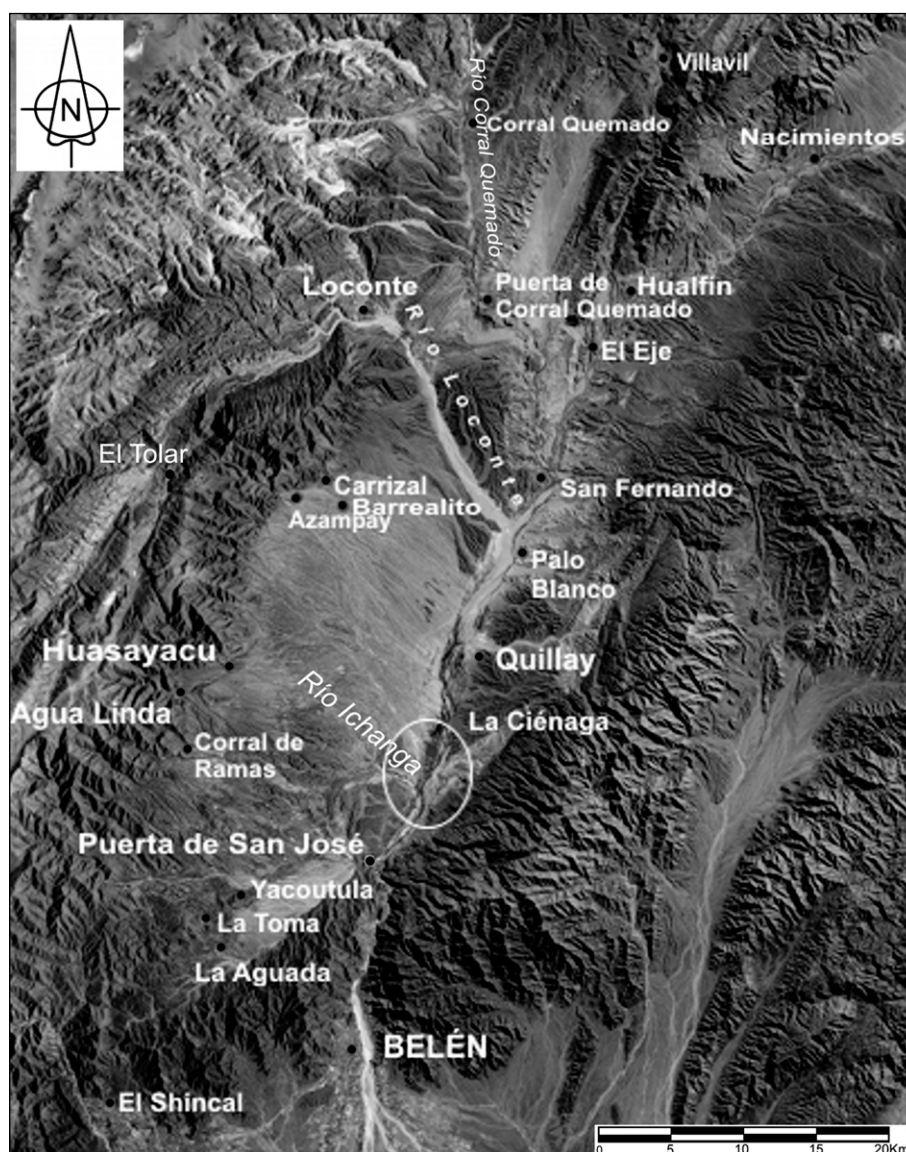 N
Villavil
Río Corral Quemado
Corral Quemado
Nacimientos
Loconte
Río Loconte
Puerta de
Corral Quemado
Hualfín
El Eje
El Tolar
Carrizal
Barrealito
Azampay
San Fernando
Palo
Blanco
Huasayacu
Quillay
Agua Linda
Río Ichanga
La Ciénaga
Corral de
Ramas
Puerta de San José
Yacoutula
La Toma
La Aguada
BELÉN
El Shincal
0 5 10 15 20Km